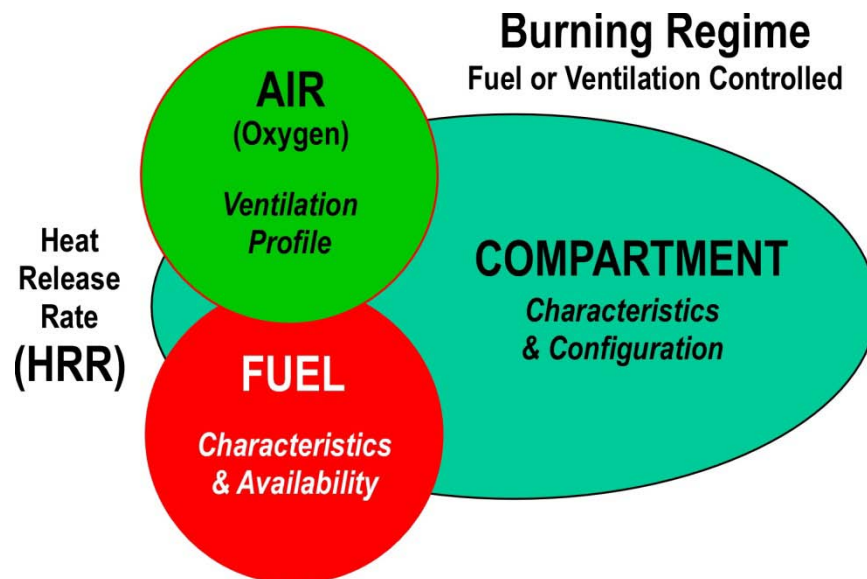 Burning Regime
Fuel or Ventilation Controlled
AIR
(Oxygen)
Ventilation
Profile
Heat
Release
Rate
(HRR)
COMPARTMENT
Characteristics
& Configuration
FUEL
Characteristics
& Availability